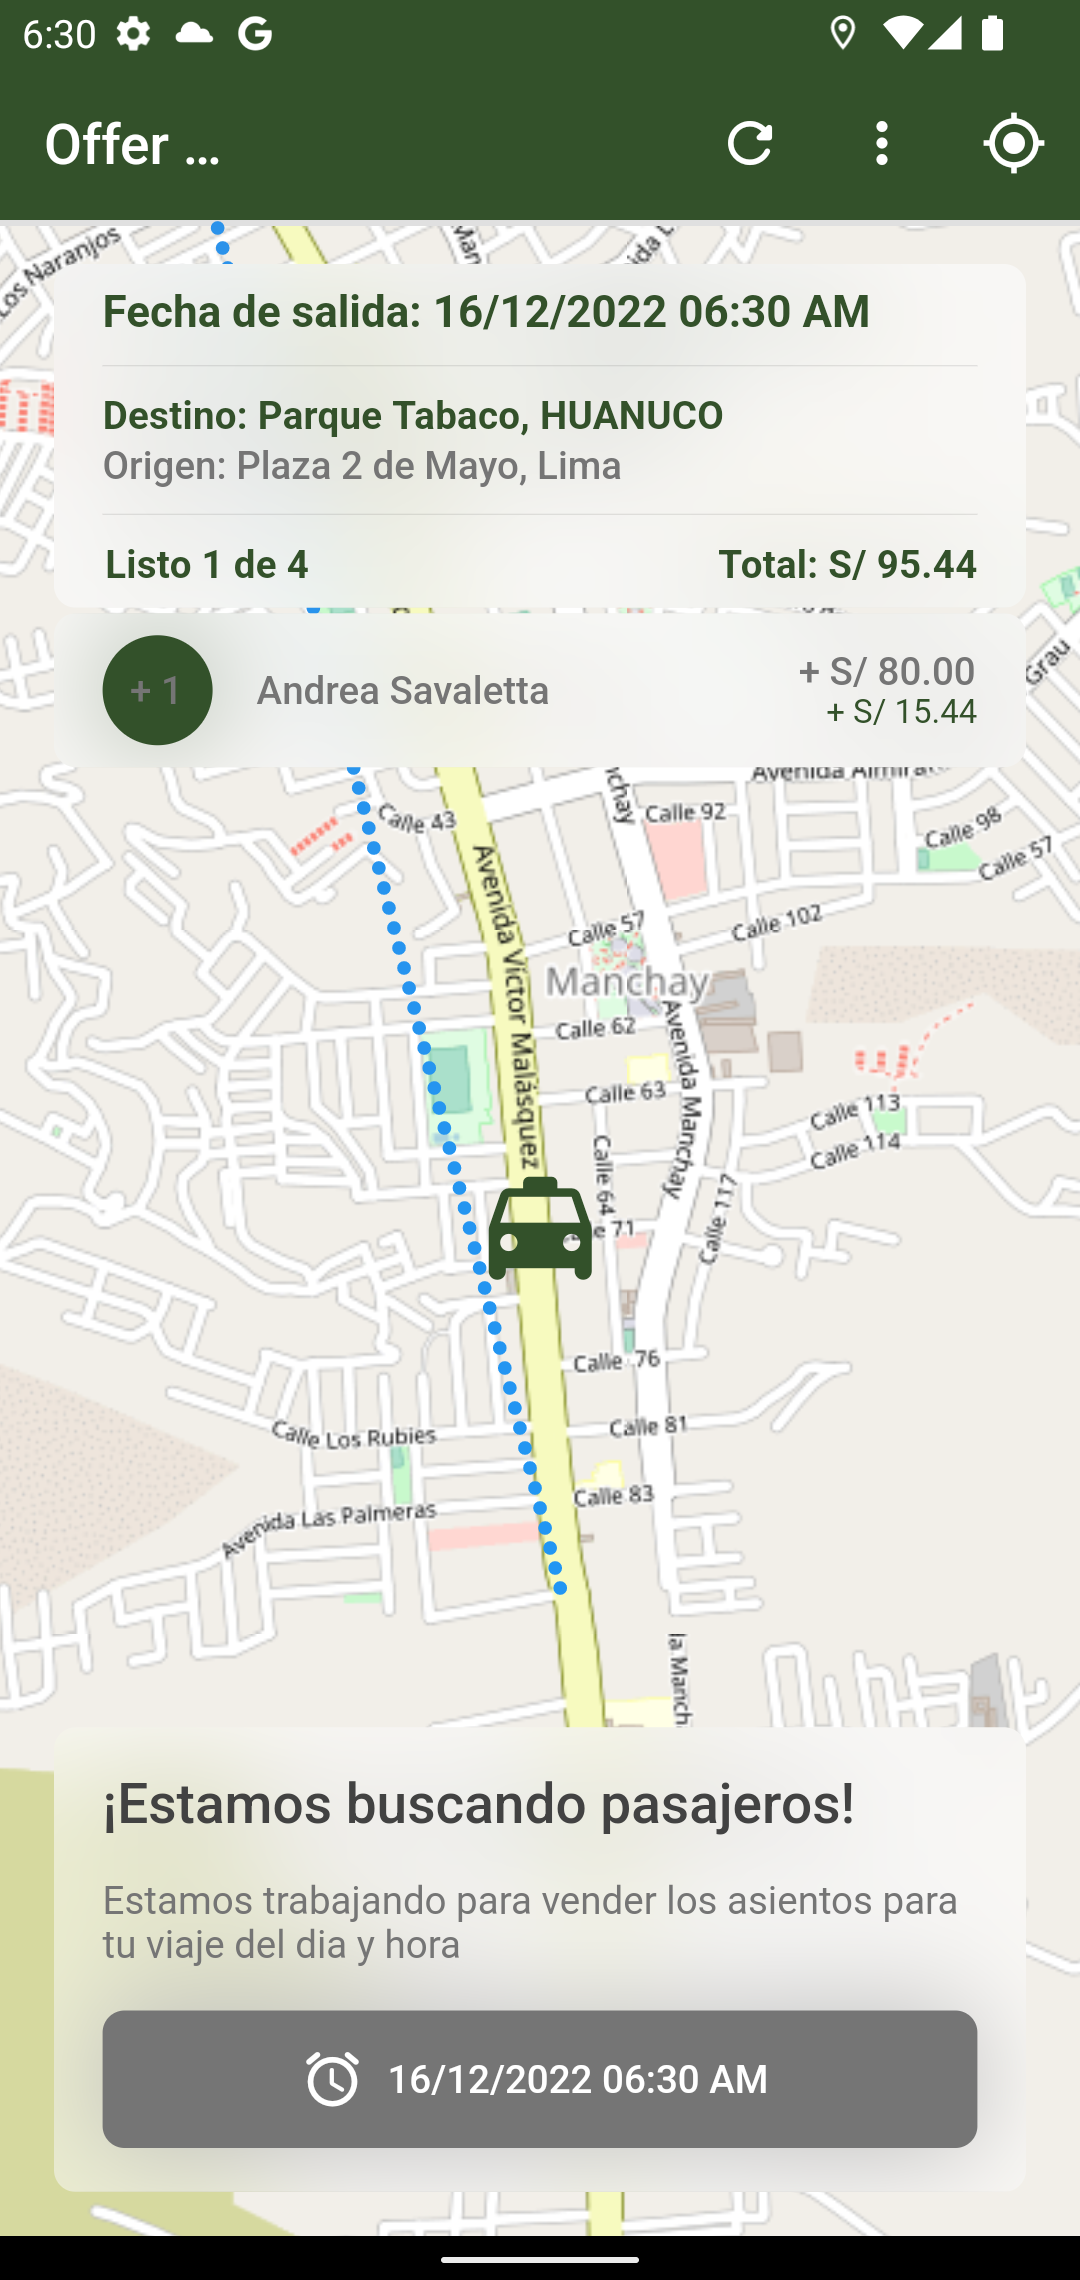 6:30
Offer ...
Los Naranjos
Fecha de salida: 16/12/2022 06:30 AM
Destino: Parque Tabaco, HUANUCO
Origen: Plaza 2 de Mayo, Lima
Listo 1 de 4
Total: S/ 95.44
Grau
+ 1
Andrea Savaletta
+ S/ 80.00
+ S/ 15.44
Calle 43
Calle 92
Calle 98
Calle 57
Avenida Víctor Malásquez
Calle 57
Calle 102
Manchay
Calle 62
Avenida Manchay
Calle 63
Calle 113
Calle 114
Calle 64
Calle 117
e 71
Calle 76
Calle 81
Calle Los Rubies
Calle 83
Avenida Las Palmeras
¡Estamos buscando pasajeros!
Estamos trabajando para vender los asientos para
tu viaje del dia y hora
16/12/2022 06:30 AM